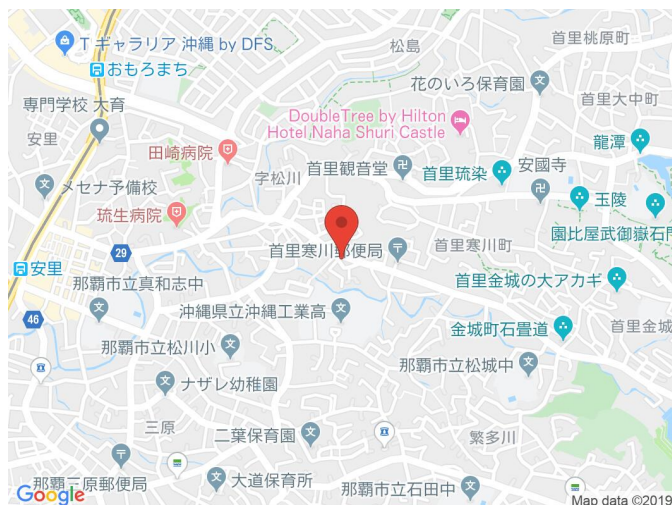 松島
首里桃原町
T ギャラリア 沖縄 by DFS
おもろまち
花のいろ保育園
首里大中町
専門学校 大育
安里
DoubleTree by Hilton
Hotel Naha Shuri Castle
龍潭
田崎病院
首里観音堂
首里琉染
安國寺
メセナ予備校
字松川
玉陵
琉生病院
園比屋武御嶽石門
29
首里寒川郵便局
首里寒川町
安里
那覇市立真和志中
首里金城の大アカギ
46
沖縄県立沖縄工業高
金城町石畳道
首里金城
那覇市立松川小
那覇市立松城中
ナザレ幼稚園
三原
二葉保育園
繁多川
那覇三原郵便局
大道保育所
那覇市立石田中
Google
Map data ©2019